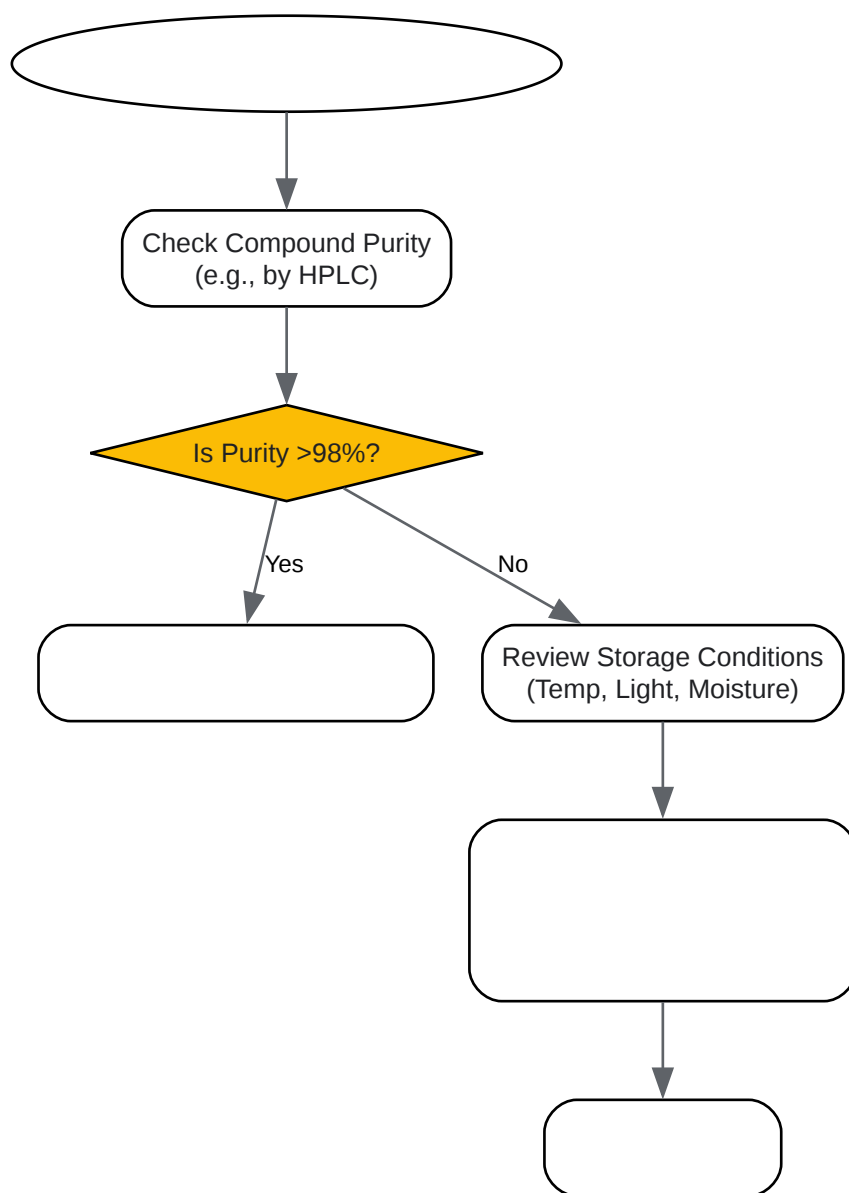 Check Compound Purity
(e.g., by HPLC)
Is Purity >98%?
Yes
No
Review Storage Conditions
(Temp, Light, Moisture)